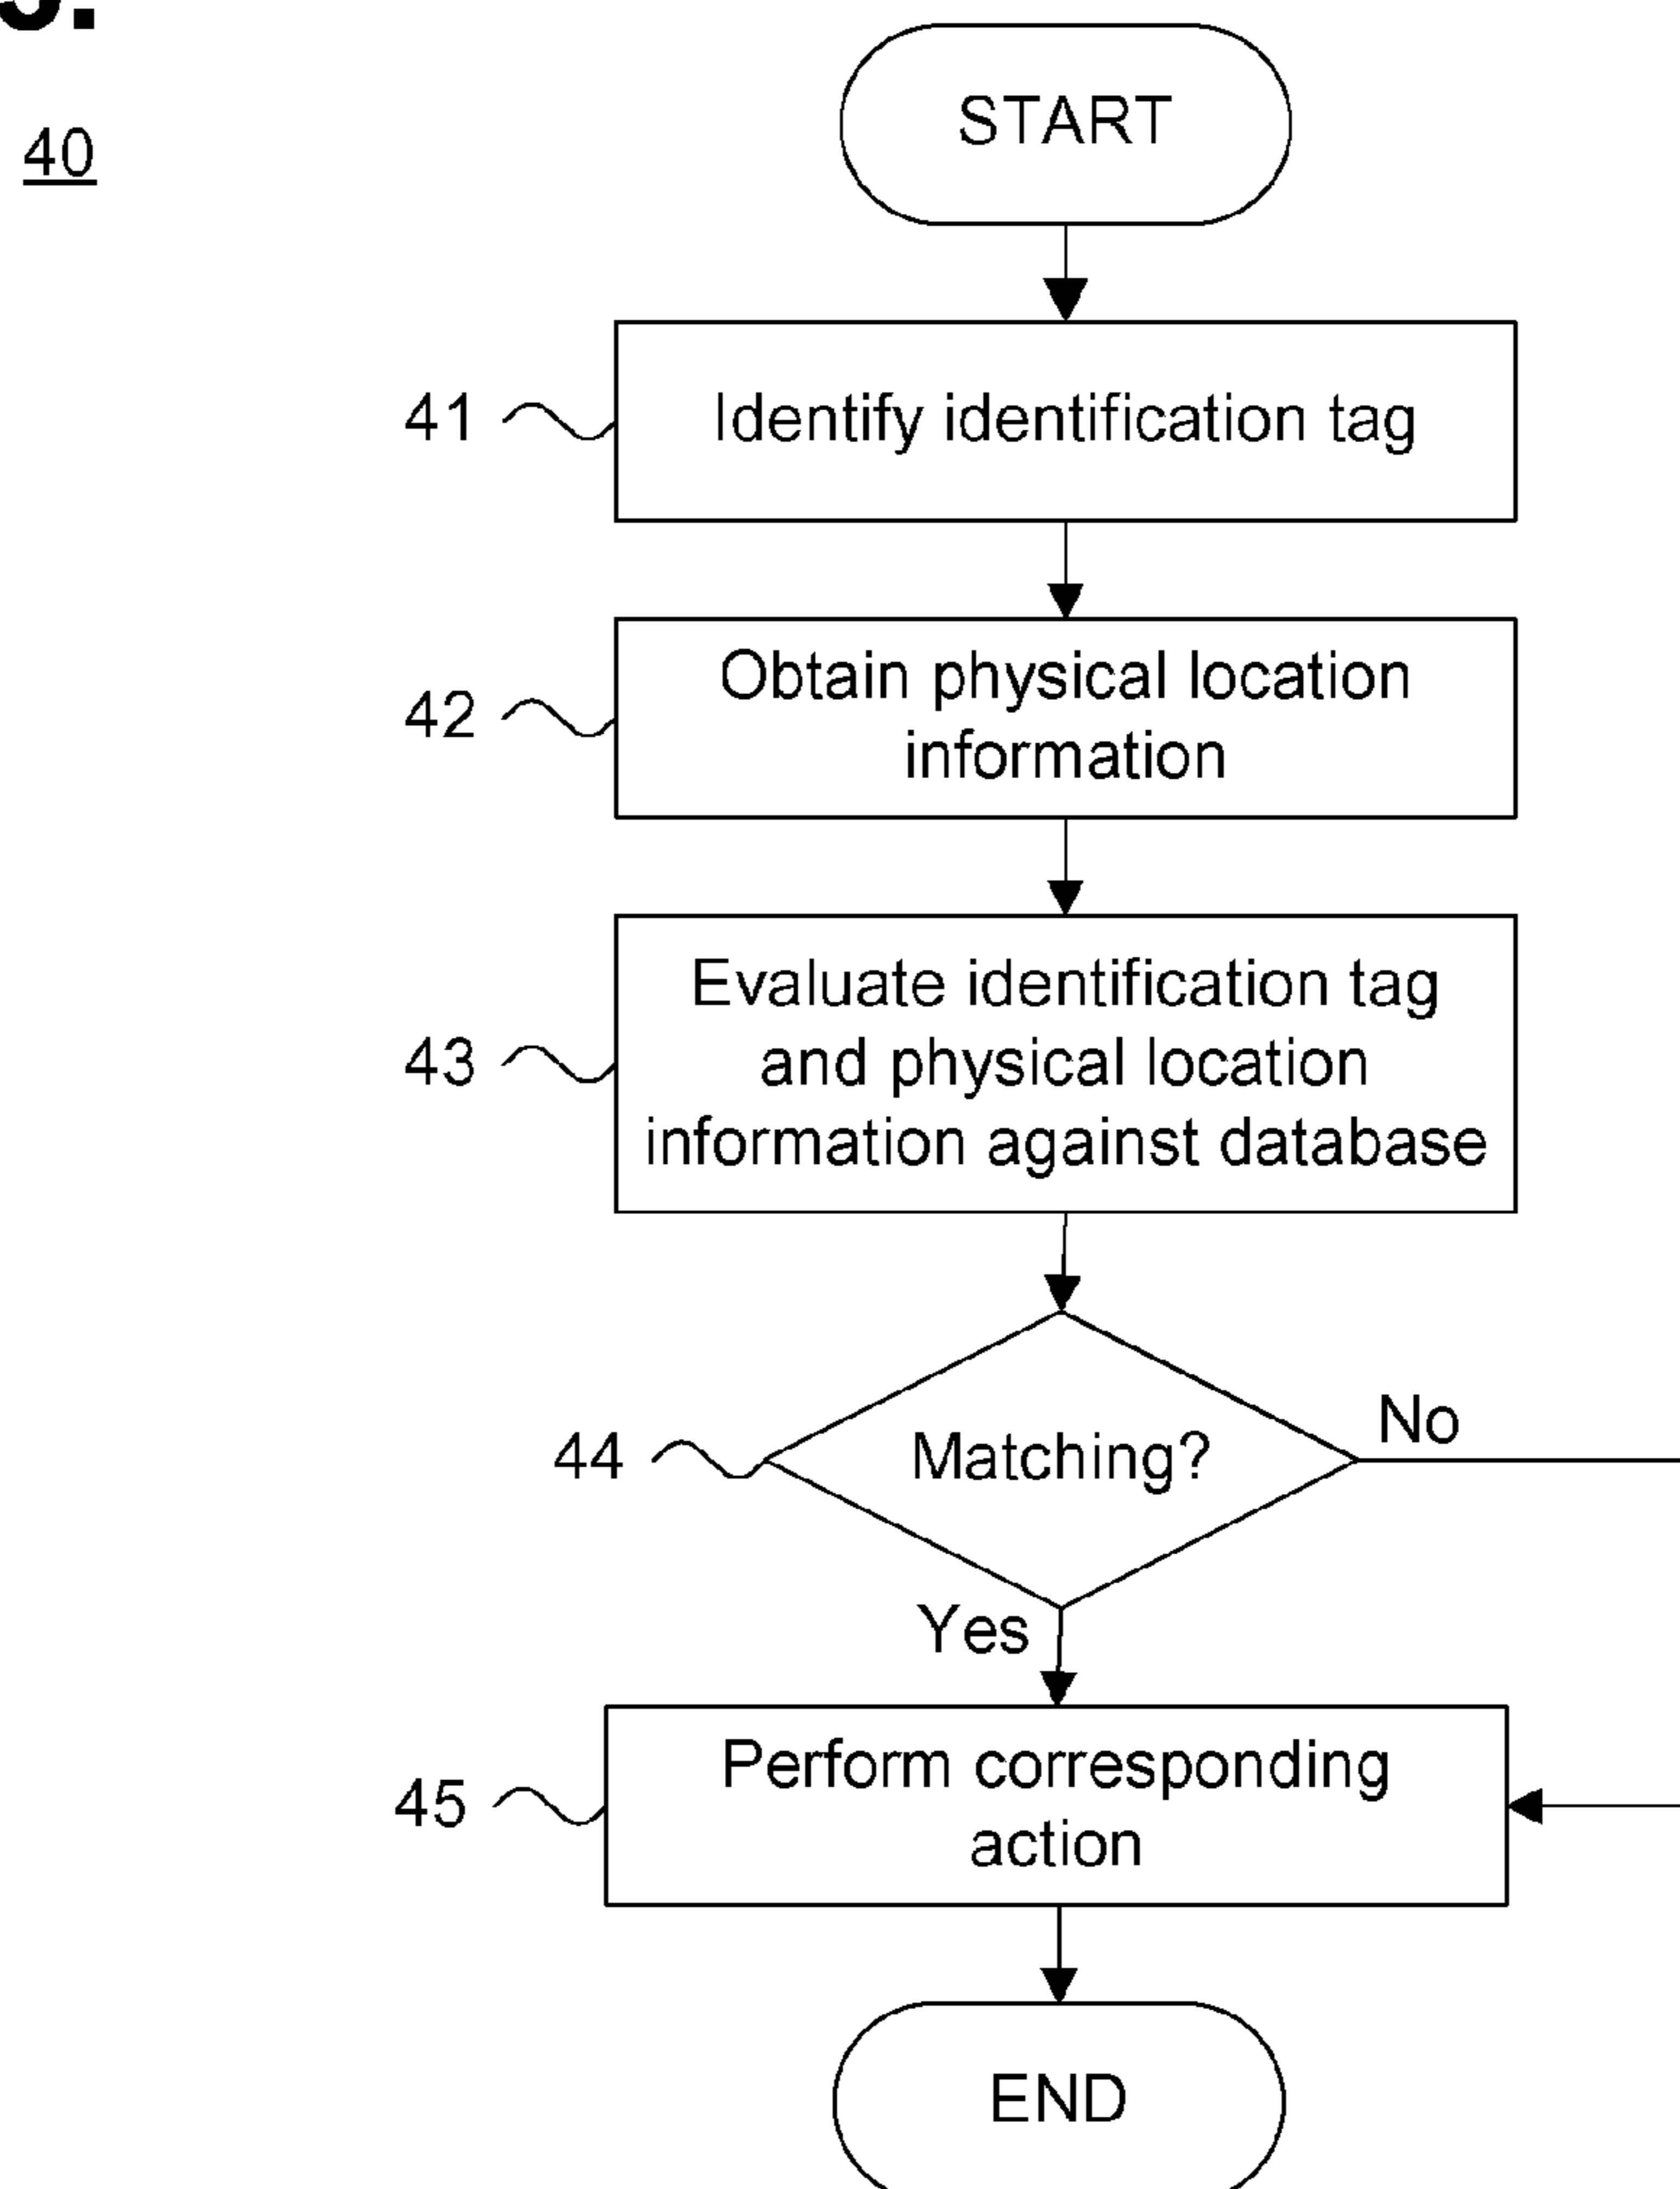 40
START
41
Identify identification tag
42
Obtain physical location
information
43
Evaluate identification tag
and physical location
information against database
44
Matching?
No
Yes
45
Perform corresponding
action
END